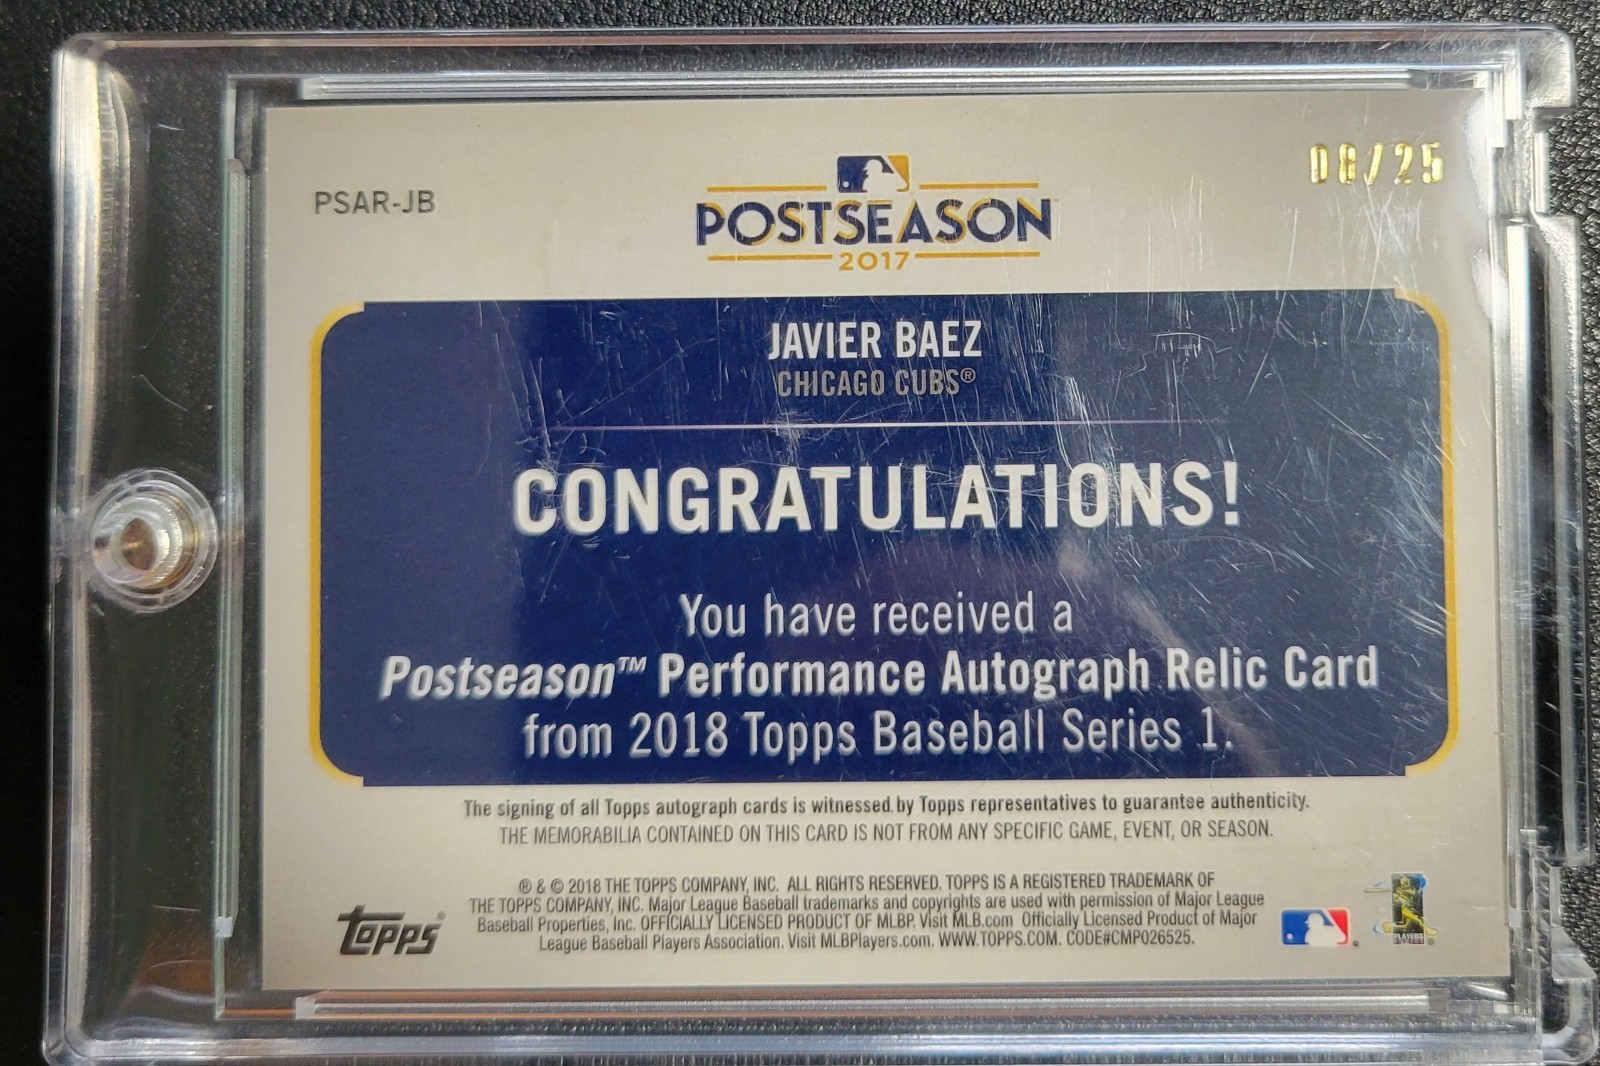 PSAR-JB
POSTSEASON
2017
08/25
JAVIER BAEZ
CHICAGO CUBS®
CONGRATULATIONS!
You have received a
Postseason™ Performance Autograph Relic Card
from 2018 Topps Baseball Series 1.
The signing of all Topps autograph cards is witnessed by Topps representatives to guarantee authenticity.
THE MEMORABILIA CONTAINED ON THIS CARD IS NOT FROM ANY SPECIFIC GAME, EVENT, OR SEASON.
® & © 2018 THE TOPPS COMPANY, INC. ALL RIGHTS RESERVED. TOPPS IS A REGISTERED TRADEMARK OF
THE TOPPS COMPANY, INC. Major League Baseball trademarks and copyrights are used with permission of Major League
Baseball Properties, Inc. OFFICIALLY LICENSED PRODUCT OF MLBP. Visit MLB.com Officially Licensed Product of Major
League Baseball Players Association. Visit MLBPlayers.com. WWW.TOPPS.COM. CODE#CMP026525.
Topps®
PLAYERS